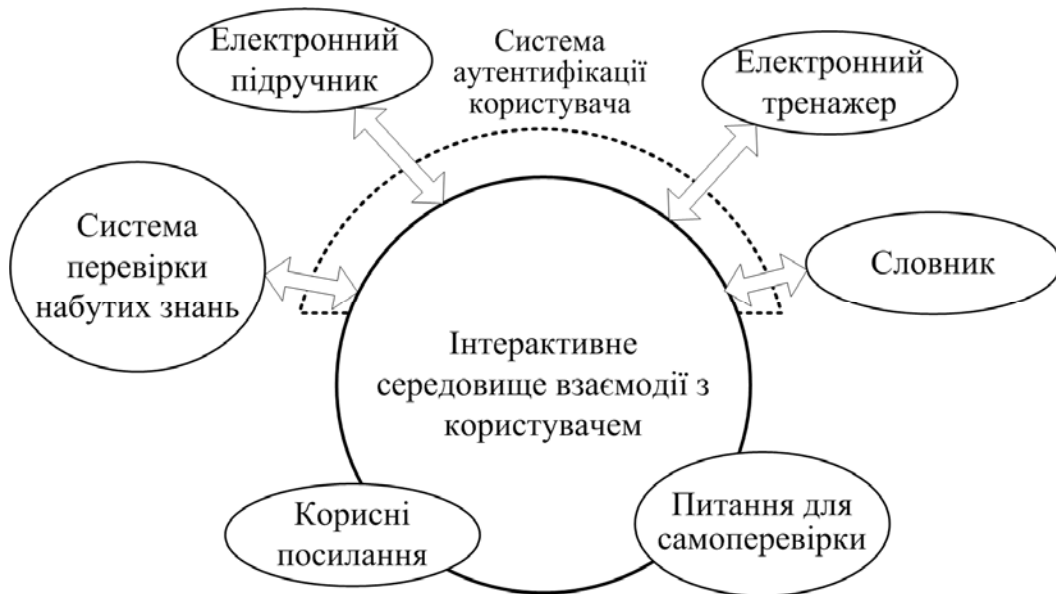 Електронний
підручник
Система
аутентифікації
користувача
Електронний
тренажер
Система
перевірки
набутих знань
Словник
Інтерактивне
середовище взаємодії з
користувачем
Корисні
посилання
Питання для
самоперевірки